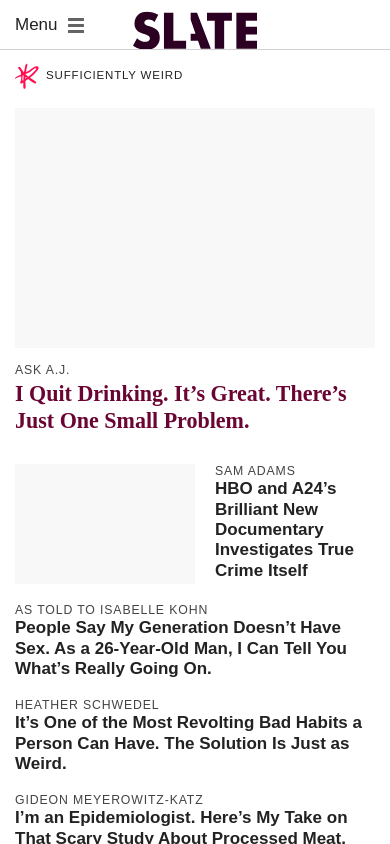 Menu
SLATE
SUFFICIENTLY WEIRD
ASK A.J.
I Quit Drinking. It’s Great. There’s
Just One Small Problem.
SAM ADAMS
HBO and A24’s
Brilliant New
Documentary
Investigates True
Crime Itself
AS TOLD TO ISABELLE KOHN
People Say My Generation Doesn’t Have
Sex. As a 26-Year-Old Man, I Can Tell You
What’s Really Going On.
HEATHER SCHWEDEL
It’s One of the Most Revolting Bad Habits a
Person Can Have. The Solution Is Just as
Weird.
GIDEON MEYEROWITZ-KATZ
I’m an Epidemiologist. Here’s My Take on
That Scary Study About Processed Meat.